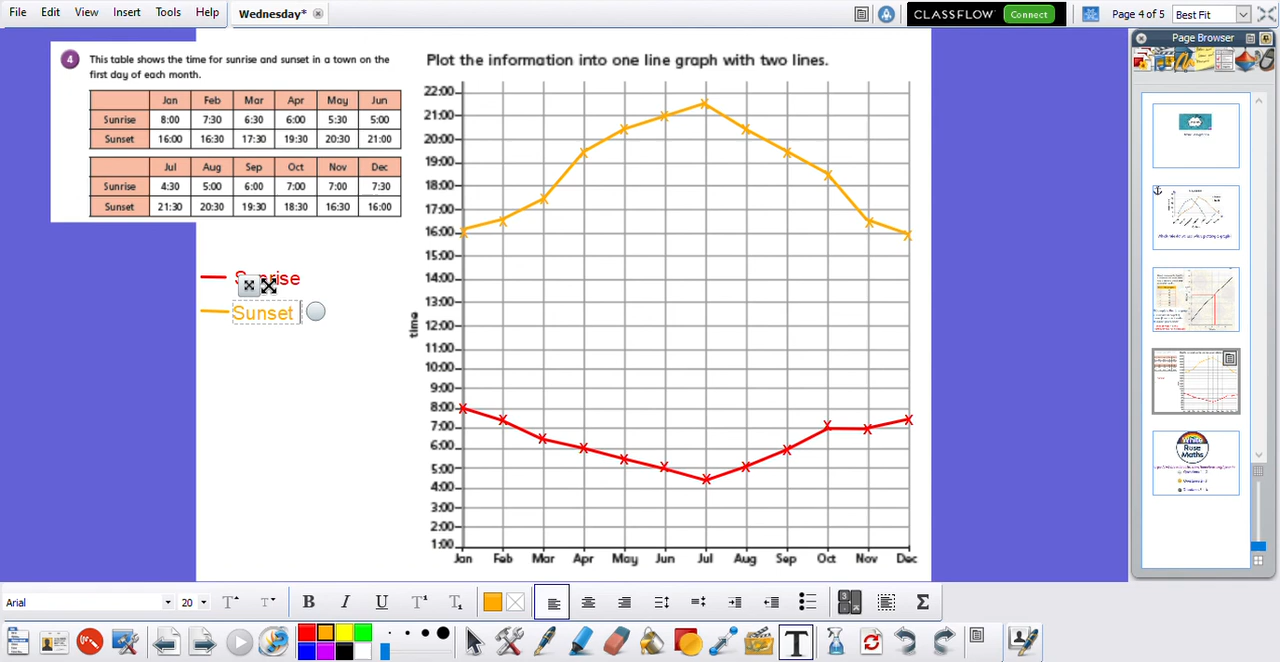 File Edit View Insert Tools Help Wednesday* CLASSFLOW Connect Page 4 of 5 Best Fit
Page Browser
4 This table shows the time for sunrise and sunset in a town on the
first day of each month.
Jan Feb Mar Apr May Jun
Sunrise 8:00 7:30 6:30 6:00 5:30 5:00
Sunset 16:00 16:30 17:30 19:30 20:30 21:00
Jul Aug Sep Oct Nov Dec
Sunrise 4:30 5:00 6:00 7:00 7:00 7:30
Sunset 21:30 20:30 19:30 18:30 16:30 16:00
Sunrise
Sunset
Plot the information into one line graph with two lines.
22:00
21:00
20:00
19:00
18:00
17:00
16:00
15:00
14:00
13:00
12:00
11:00
10:00
9:00
8:00
7:00
6:00
5:00
4:00
3:00
2:00
1:00
time
Jan Feb Mar Apr May Jun Jul Aug Sep Oct Nov Dec
White
Rose
Maths
Arial 20 T T B I U T¹ T₁ Σ
T